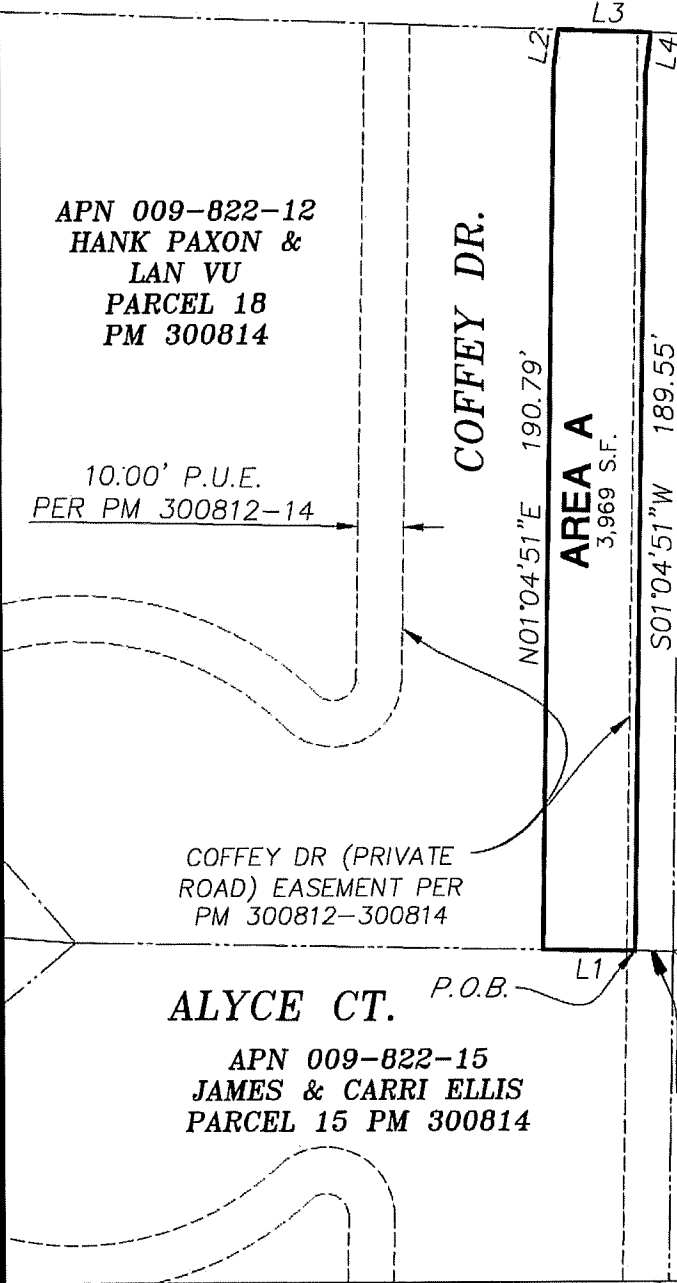 L3
L2
L4
APN 009-822-12
HANK PAXON &
LAN VU
PARCEL 18
PM 300814
COFFEY DR.
N01°04'51"E 190.79'
AREA A
3,969 S.F.
S01°04'51"W 189.55'
10.00' P.U.E.
PER PM 300812-14
COFFEY DR (PRIVATE
ROAD) EASEMENT PER
PM 300812-300814
L1
P.O.B.
ALYCE CT.
APN 009-822-15
JAMES & CARRI ELLIS
PARCEL 15 PM 300814